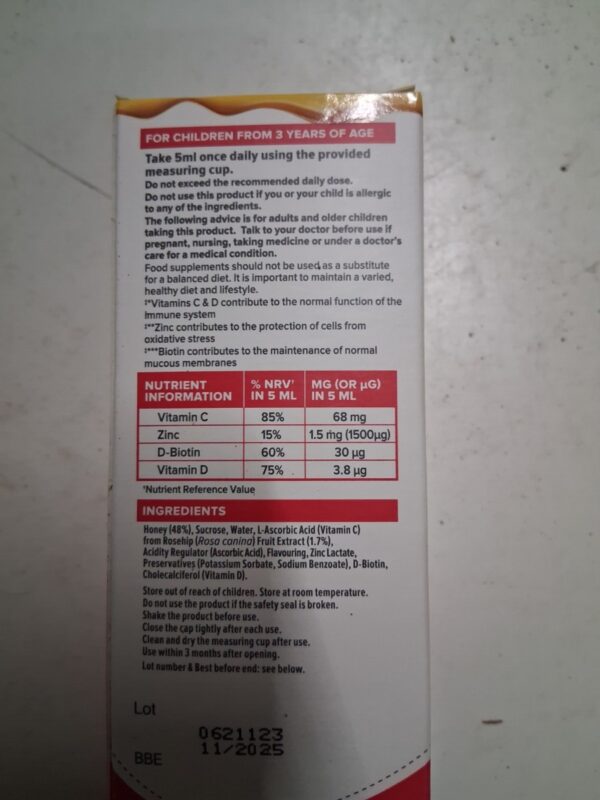 FOR CHILDREN FROM 3 YEARS OF AGE
Take 5ml once daily using the provided
measuring cup.
Do not exceed the recommended daily dose.
Do not use this product if you or your child is allergic
to any of the ingredients.
The following advice is for adults and older children
taking this product. Talk to your doctor before use if
pregnant, nursing, taking medicine or under a doctor's
care for a medical condition.
Food supplements should not be used as a substitute
for a balanced diet. It is important to maintain a varied,
healthy diet and lifestyle.
‡*Vitamins C & D contribute to the normal function of the
immune system
‡**Zinc contributes to the protection of cells from
oxidative stress
‡***Biotin contributes to the maintenance of normal
mucous membranes
NUTRIENT INFORMATION % NRV† IN 5 ML MG (OR µG) IN 5 ML
Vitamin C 85% 68 mg
Zinc 15% 1.5 mg (1500µg)
D-Biotin 60% 30 µg
Vitamin D 75% 3.8 µg
†Nutrient Reference Value
INGREDIENTS
Honey (48%), Sucrose, Water, L-Ascorbic Acid (Vitamin C)
from Rosehip (Rosa canina) Fruit Extract (1.7%),
Acidity Regulator (Ascorbic Acid), Flavouring, Zinc Lactate,
Preservatives (Potassium Sorbate, Sodium Benzoate), D-Biotin,
Cholecalciferol (Vitamin D).
Store out of reach of children. Store at room temperature.
Do not use the product if the safety seal is broken.
Shake the product before use.
Close the cap tightly after each use.
Clean and dry the measuring cup after use.
Use within 3 months after opening.
Lot number & Best before end: see below.
Lot 0621123
BBE 11/2025